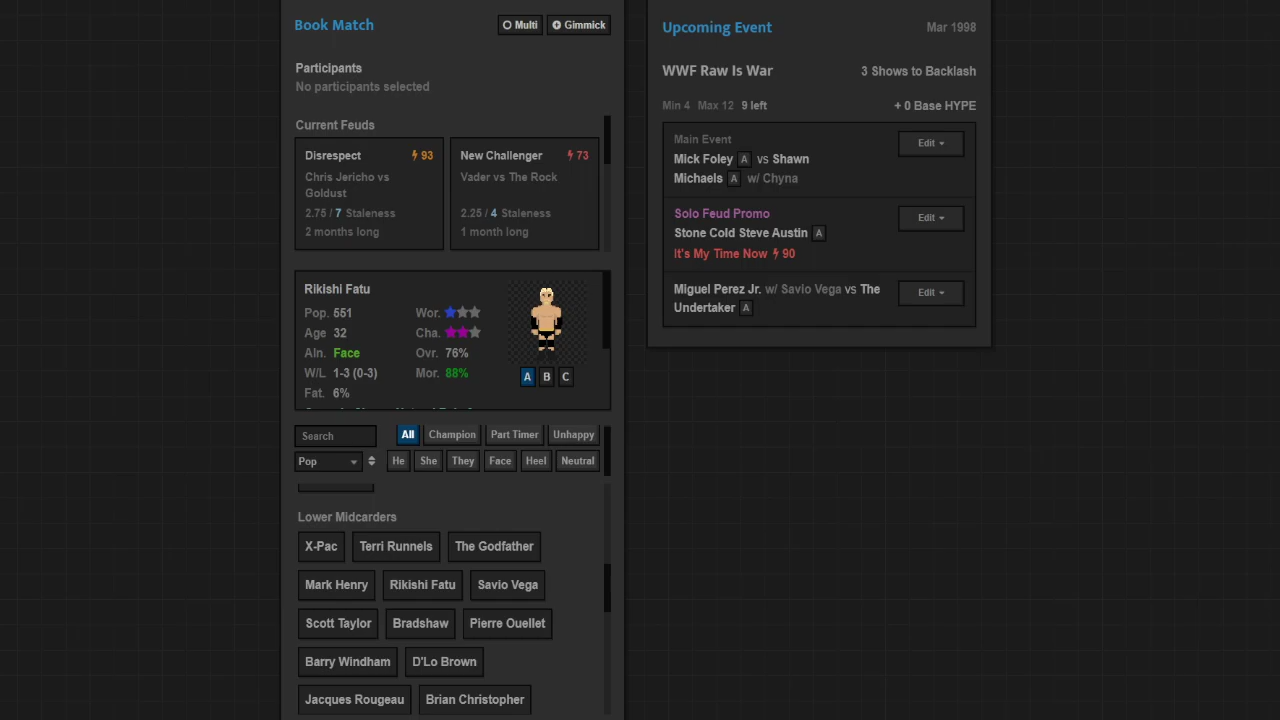 Book Match
Multi
Gimmick
Participants
No participants selected
Current Feuds
Disrespect 93
Chris Jericho vs
Goldust
2.75 / 7 Staleness
2 months long
New Challenger 73
Vader vs The Rock
2.25 / 4 Staleness
1 month long
Rikishi Fatu
Pop. 551
Age 32
Aln. Face
W/L 1-3 (0-3)
Fat. 6%
Wor.
Cha.
Ovr. 76%
Mor. 88%
A B C
Search
All Champion Part Timer Unhappy
Pop
He She They Face Heel Neutral
Lower Midcarders
X-Pac Terri Runnels The Godfather
Mark Henry Rikishi Fatu Savio Vega
Scott Taylor Bradshaw Pierre Ouellet
Barry Windham D'Lo Brown
Jacques Rougeau Brian Christopher
Upcoming Event Mar 1998
WWF Raw Is War 3 Shows to Backlash
Min 4 Max 12 9 left + 0 Base HYPE
Main Event
Mick Foley A vs Shawn
Michaels A w/ Chyna
Edit
Solo Feud Promo
Stone Cold Steve Austin A
It's My Time Now 90
Edit
Miguel Perez Jr. w/ Savio Vega vs The
Undertaker A
Edit